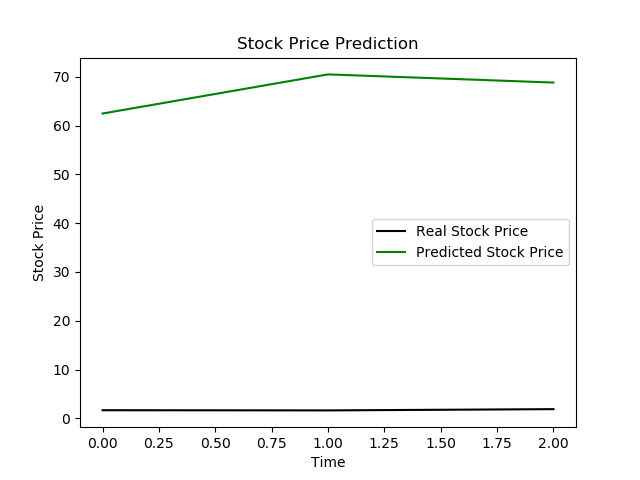 Stock Price Prediction
70
60
50
40
30
20
10
0
Stock Price
Real Stock Price
Predicted Stock Price
0.00 0.25 0.50 0.75 1.00 1.25 1.50 1.75 2.00
Time